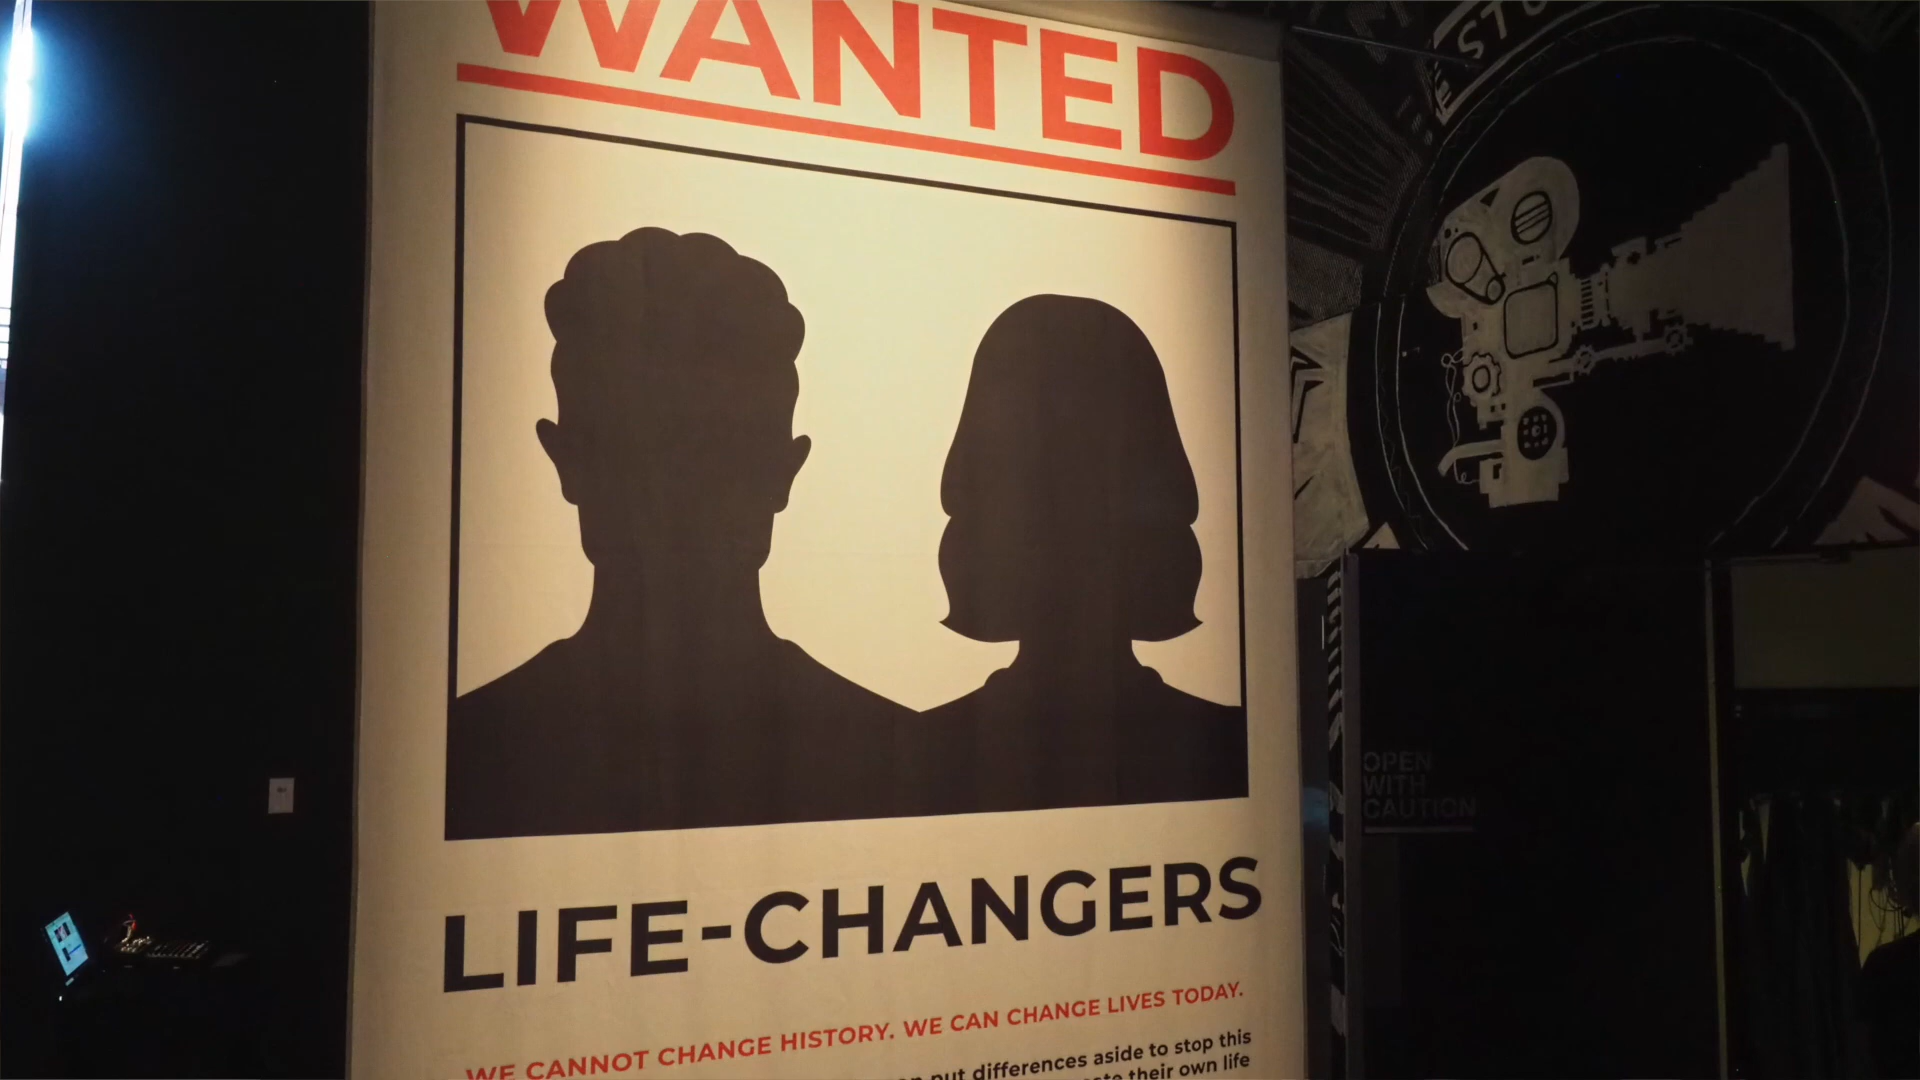 WANTED
LIFE-CHANGERS
WE CANNOT CHANGE HISTORY. WE CAN CHANGE LIVES TODAY.
put differences aside to stop this
their own life
OPEN
WITH
CAUTION